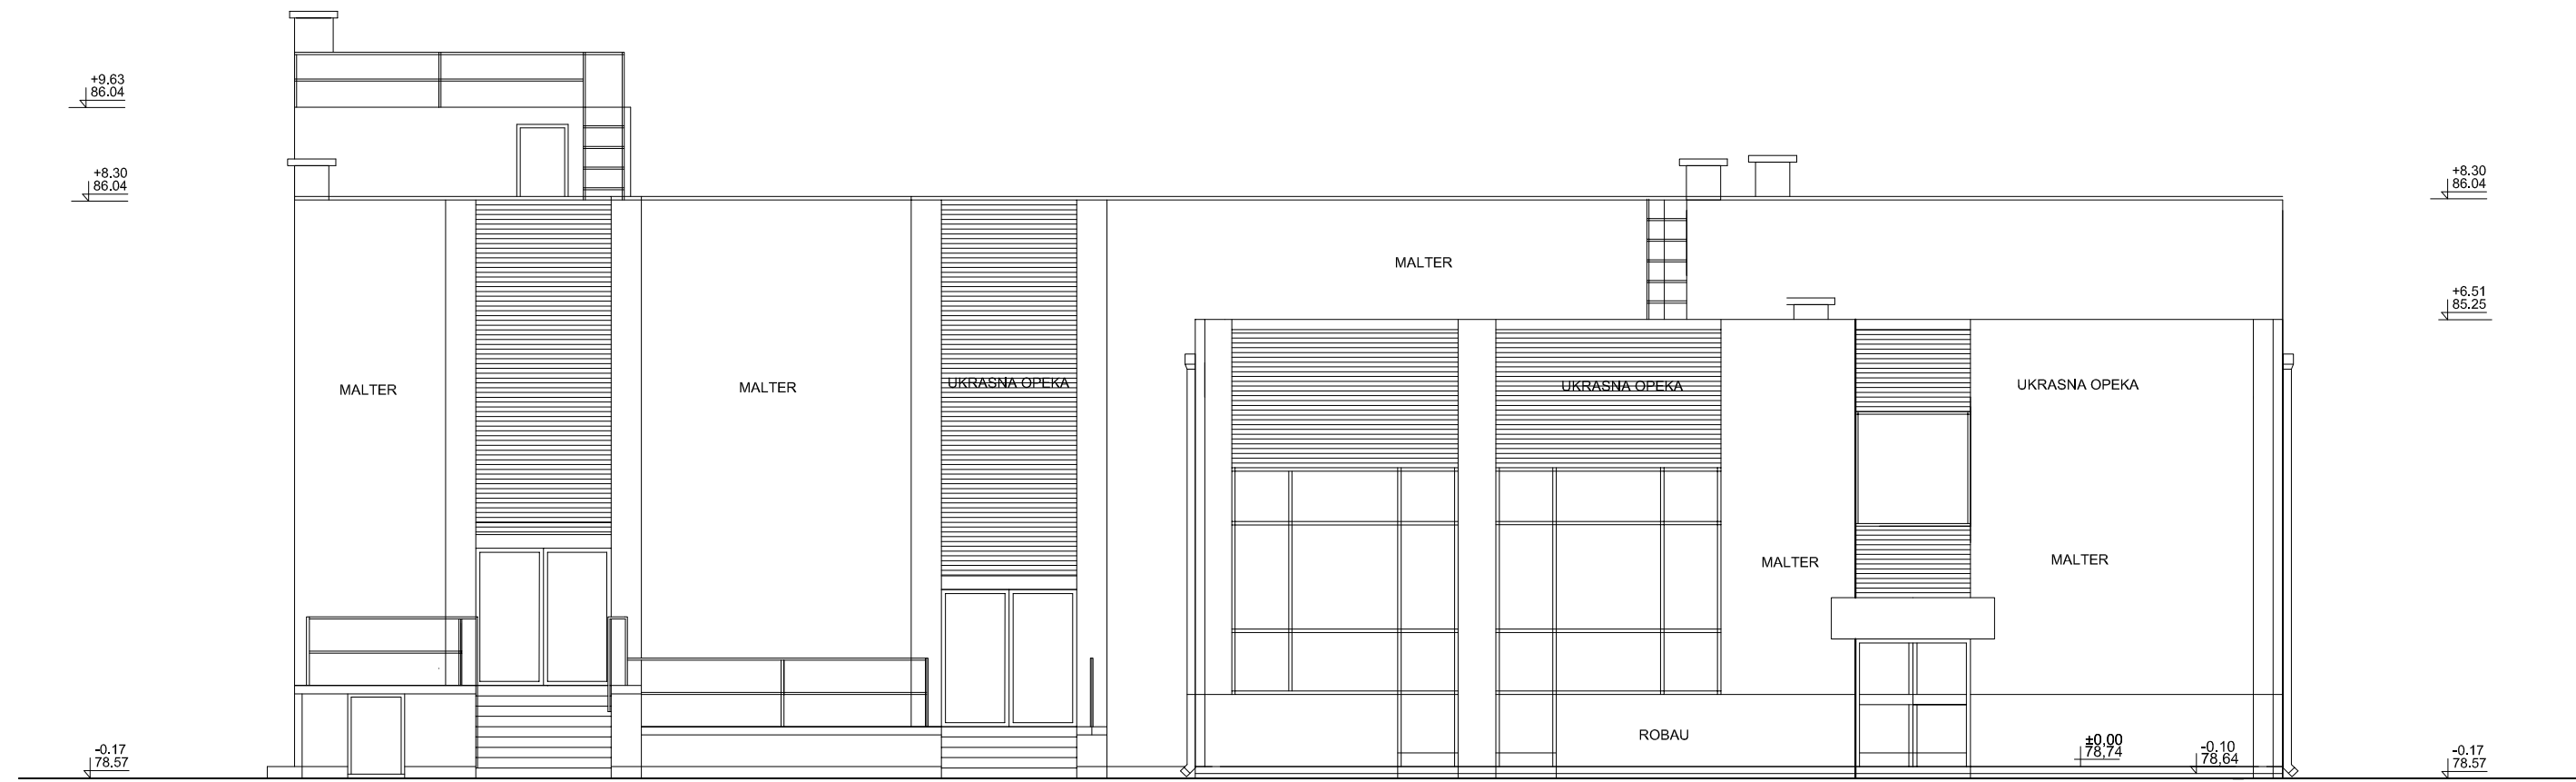 +9.63
86.04
+8.30
86.04
+8.30
86.04
MALTER
+6.51
85.25
MALTER
MALTER
UKRASNA OPEKA
UKRASNA OPEKA
UKRASNA OPEKA
MALTER
MALTER
ROBAU
-0.17
78.57
±0,00
78,74
-0.10
78,64
-0.17
78.57